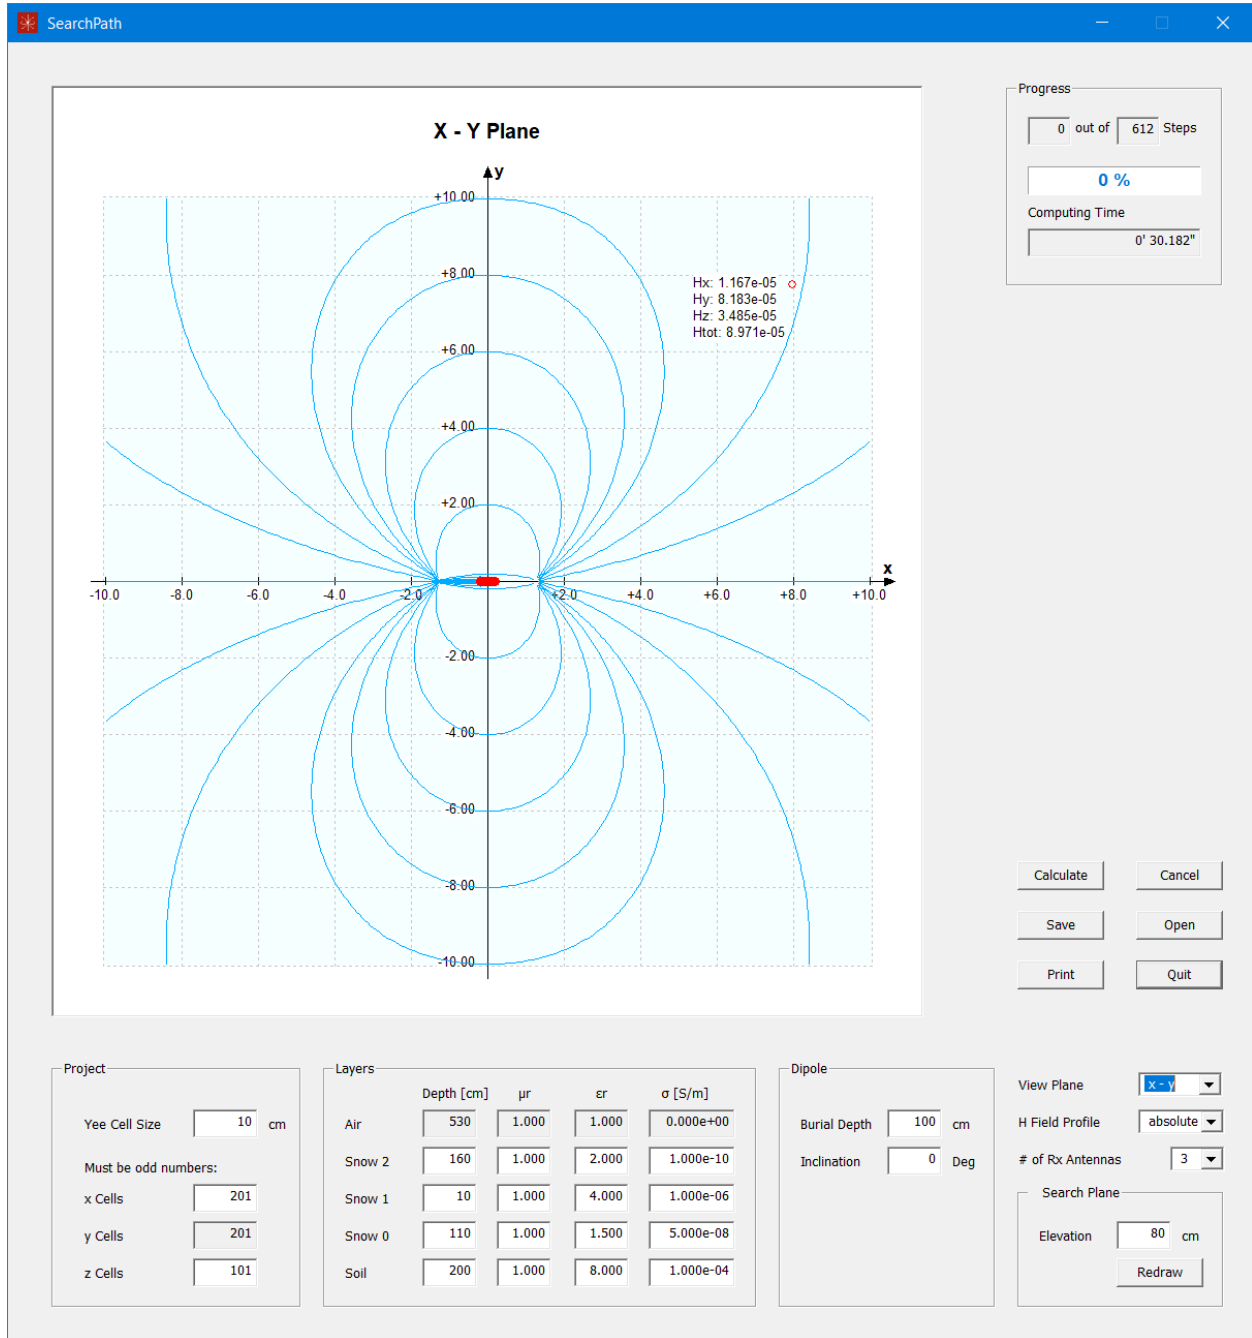 SearchPath
X - Y Plane
y
+10.00
+8.00
+6.00
+4.00
+2.00
-2.00
-4.00
-6.00
-8.00
-10.00
x
-10.0 -8.0 -6.0 -4.0 -2.0 +2.0 +4.0 +6.0 +8.0 +10.0
Hx: 1.167e-05
Hy: 8.183e-05
Hz: 3.485e-05
Htot: 8.971e-05
Progress
0 out of 612 Steps
0 %
Computing Time
0' 30.182"
Calculate Cancel
Save Open
Print Quit
Project
Yee Cell Size 10 cm
Must be odd numbers:
x Cells 201
y Cells 201
z Cells 101
Layers
Depth [cm] µr εr σ [S/m]
Air 530 1.000 1.000 0.000e+00
Snow 2 160 1.000 2.000 1.000e-10
Snow 1 10 1.000 4.000 1.000e-06
Snow 0 110 1.000 1.500 5.000e-08
Soil 200 1.000 8.000 1.000e-04
Dipole
Burial Depth 100 cm
Inclination 0 Deg
View Plane x - y
H Field Profile absolute
# of Rx Antennas 3
Search Plane
Elevation 80 cm
Redraw